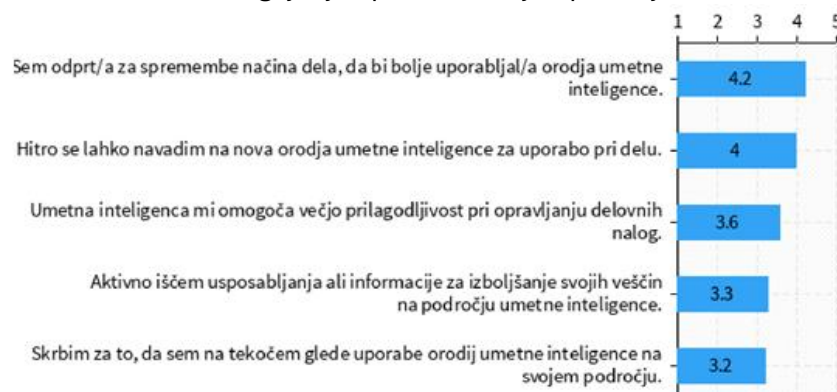 1 2 3 4 5
Sem odprt/a za spremembe načina dela, da bi bolje uporabljal/a orodja umetne
inteligence.
4.2
Hitro se lahko navadim na nova orodja umetne inteligence za uporabo pri delu.
4
Umetna inteligenca mi omogoča večjo prilagodljivost pri opravljanju delovnih
nalog.
3.6
Aktivno iščem usposabljanja ali informacije za izboljšanje svojih veščin
na področju umetne inteligence.
3.3
Skrbim za to, da sem na tekočem glede uporabe orodij umetne inteligence na
svojem področju.
3.2